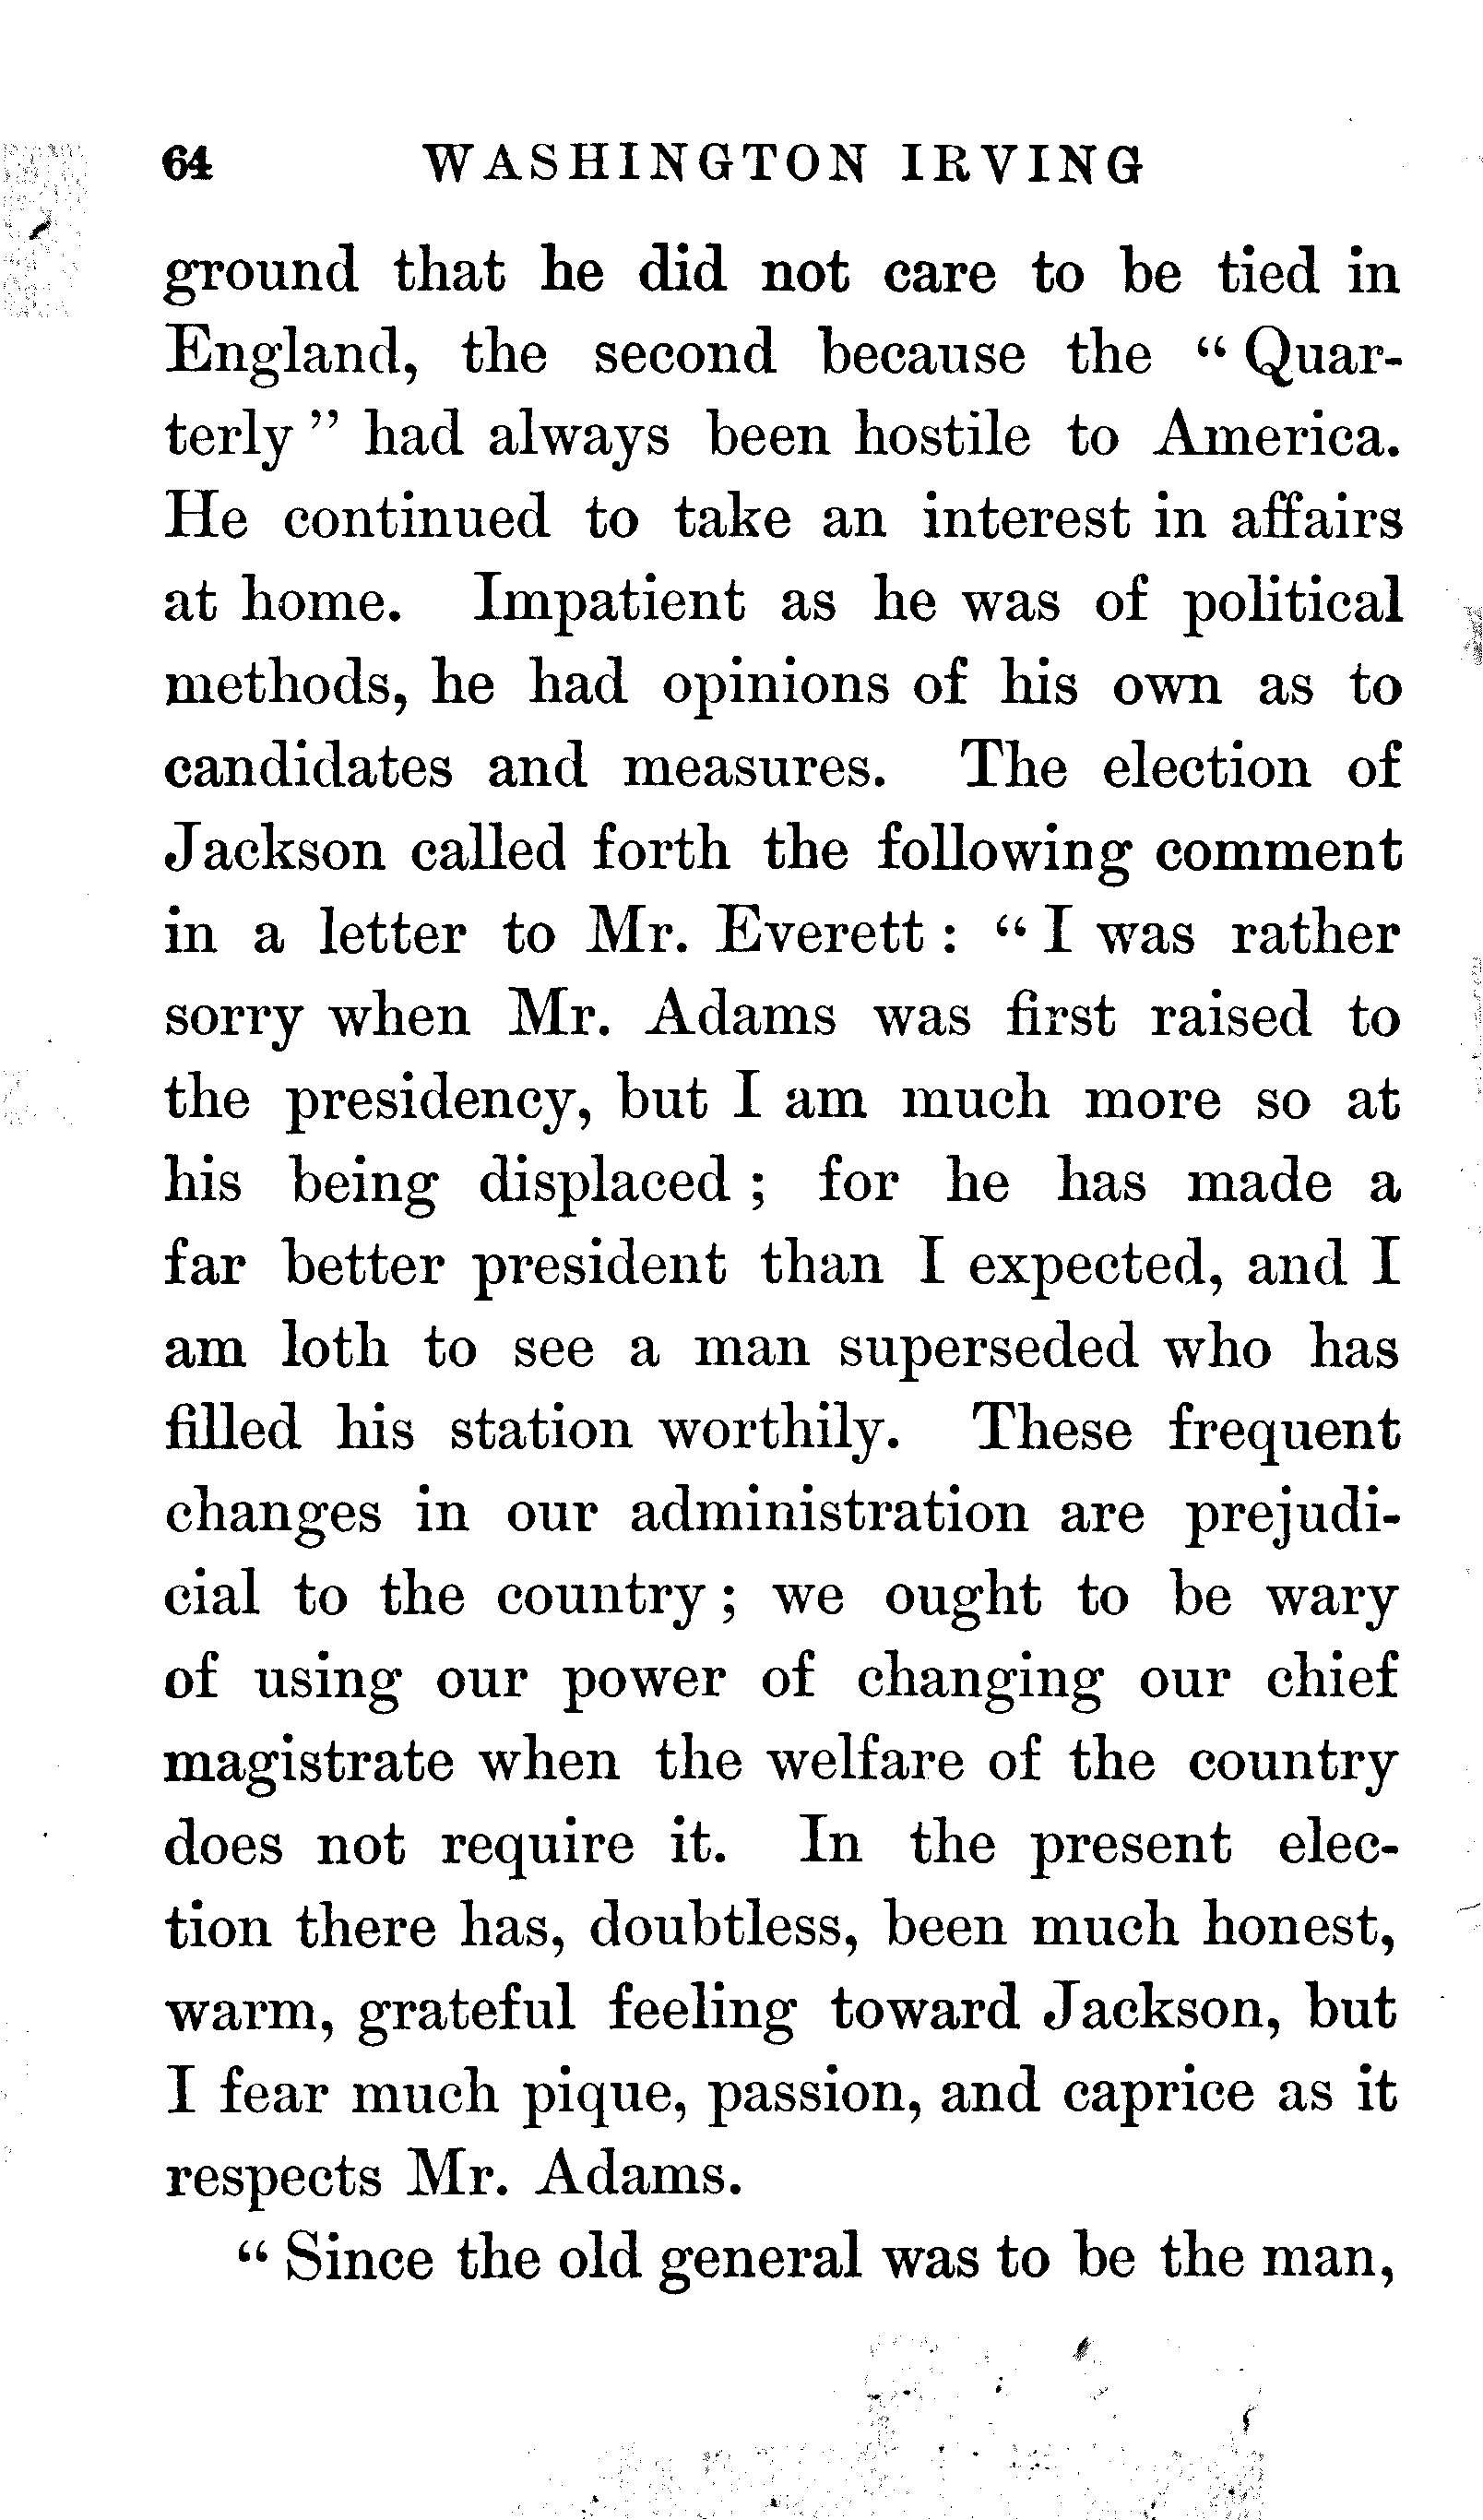 64 WASHINGTON IRVING
ground that he did not care to be tied in
England, the second because the “ Quar-
terly ” had always been hostile to America.
He continued to take an interest in affairs
at home. Impatient as he was of political
methods, he had opinions of his own as to
candidates and measures. The election of
Jackson called forth the following comment
in a letter to Mr. Everett : “ I was rather
sorry when Mr. Adams was first raised to
the presidency, but I am much more so at
his being displaced ; for he has made a
far better president than I expected, and I
am loth to see a man superseded who has
filled his station worthily. These frequent
changes in our administration are prejudi-
cial to the country ; we ought to be wary
of using our power of changing our chief
magistrate when the welfare of the country
does not require it. In the present elec-
tion there has, doubtless, been much honest,
warm, grateful feeling toward Jackson, but
I fear much pique, passion, and caprice as it
respects Mr. Adams.
“ Since the old general was to be the man,